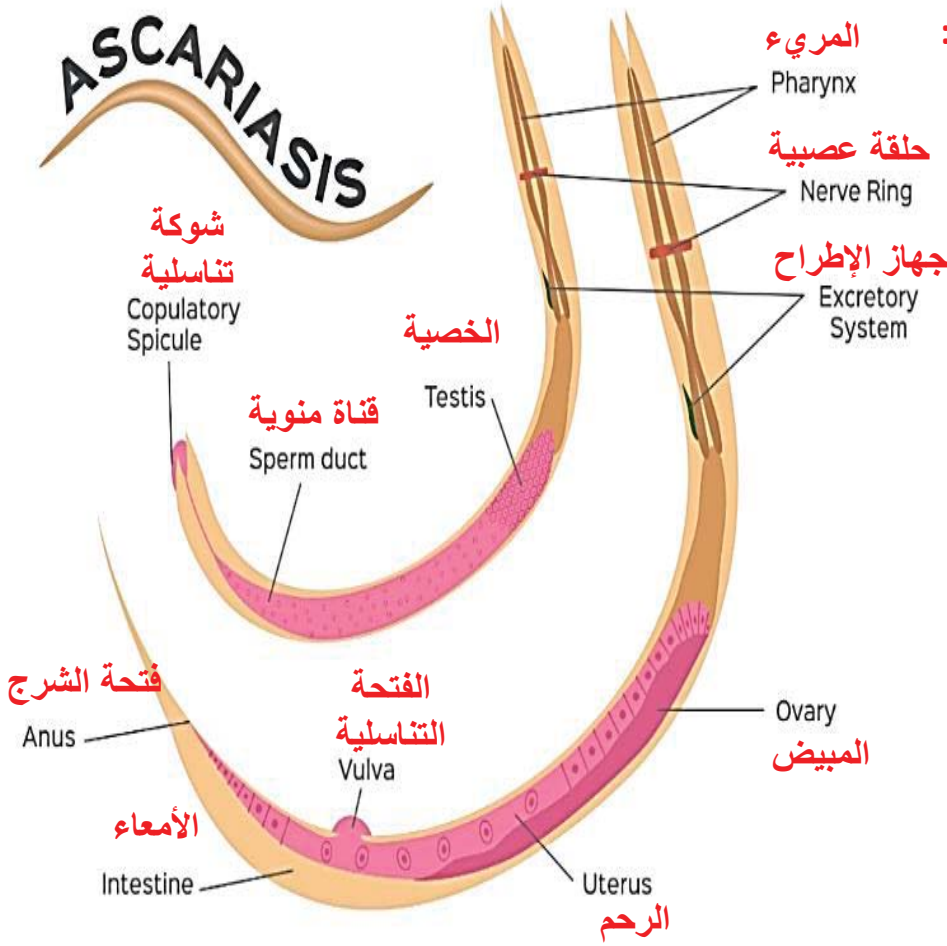 ASCARIASIS
: المريء
Pharynx
حلقة عصبية
Nerve Ring
جهاز الإطراح
Excretory
System
شوكة
تناسلية
Copulatory
Spicule
الخصية
Testis
قناة منوية
Sperm duct
فتحة الشرج
Anus
الفتحة
التناسلية
Vulva
Ovary
المبيض
الأمعاء
Intestine
Uterus
الرحم